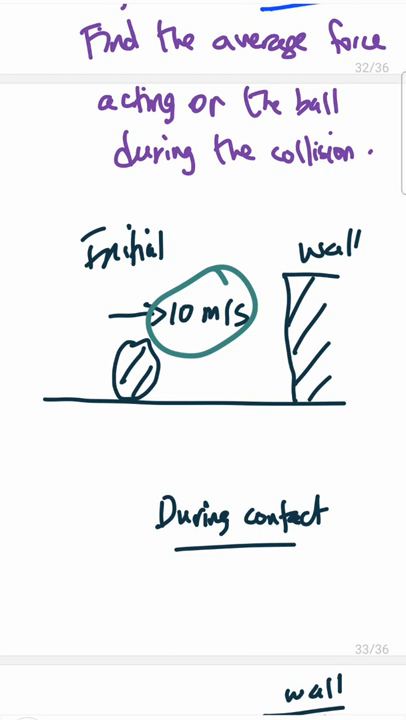 Find the average force
32/36
acting on the ball
during the collision.
Initial
wall
10 m/s
During contact
33/36
wall